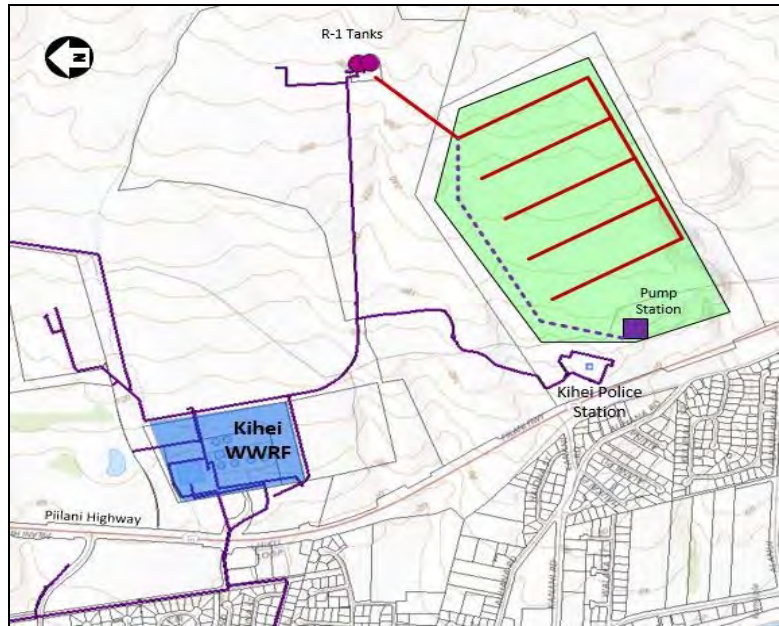 N
R-1 Tanks
Pump
Station
Kihei Police
Station
Kihei
WWRF
Piilani Highway